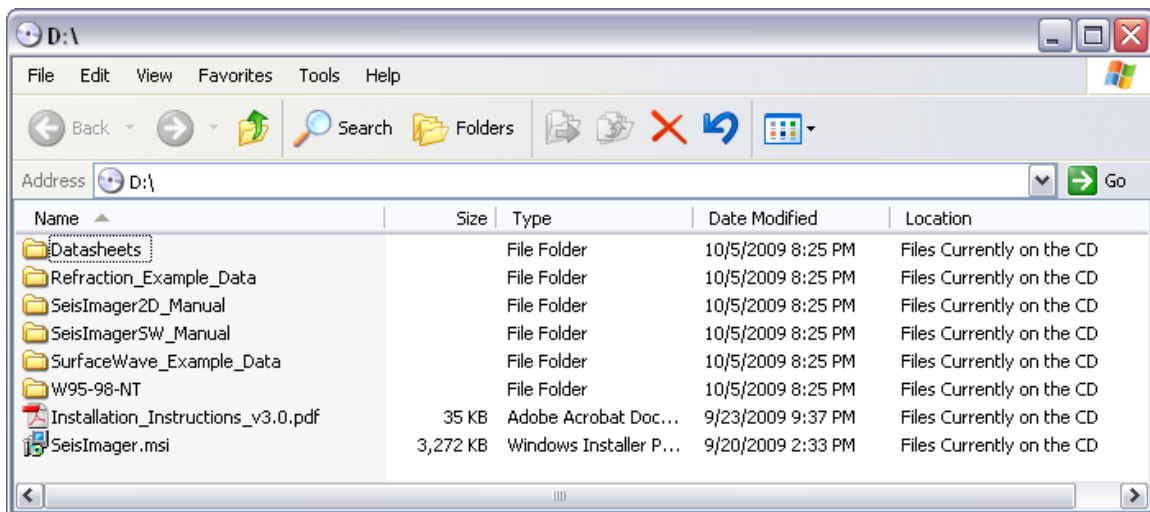 D:\
File Edit View Favorites Tools Help
Back Search Folders
Address D:\ Go
Name Size Type Date Modified Location
Datasheets File Folder 10/5/2009 8:25 PM Files Currently on the CD
Refraction_Example_Data File Folder 10/5/2009 8:25 PM Files Currently on the CD
SeisImager2D_Manual File Folder 10/5/2009 8:25 PM Files Currently on the CD
SeisImagerSW_Manual File Folder 10/5/2009 8:25 PM Files Currently on the CD
SurfaceWave_Example_Data File Folder 10/5/2009 8:25 PM Files Currently on the CD
W95-98-NT File Folder 10/5/2009 8:25 PM Files Currently on the CD
Installation_Instructions_v3.0.pdf 35 KB Adobe Acrobat Doc... 9/23/2009 9:37 PM Files Currently on the CD
SeisImager.msi 3,272 KB Windows Installer P... 9/20/2009 2:33 PM Files Currently on the CD